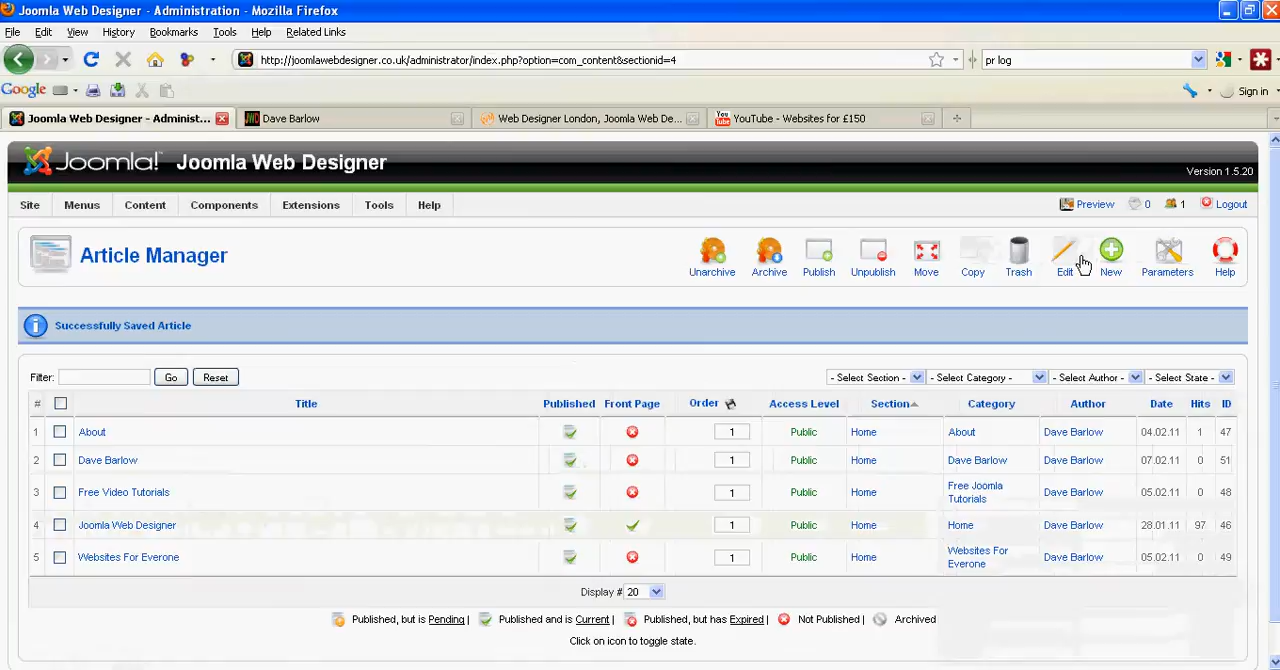 Joomla Web Designer - Administration - Mozilla Firefox
File Edit View History Bookmarks Tools Help Related Links
http://joomlawebdesigner.co.uk/administrator/index.php?option=com_content&sectionid=4 pr log
Google Sign in
Joomla Web Designer - Administ... Dave Barlow Web Designer London, Joomla Web De... YouTube - Websites for £150
Joomla! Joomla Web Designer
Version 1.5.20
Site Menus Content Components Extensions Tools Help Preview 0 1 Logout
Article Manager
Unarchive Archive Publish Unpublish Move Copy Trash Edit New Parameters Help
Successfully Saved Article
Filter: Go Reset - Select Section - - Select Category - - Select Author - - Select State -
# Title Published Front Page Order Access Level Section Category Author Date Hits ID
1 About 1 Public Home About Dave Barlow 04.02.11 1 47
2 Dave Barlow 1 Public Home Dave Barlow Dave Barlow 07.02.11 0 51
3 Free Video Tutorials 1 Public Home Free Joomla Tutorials Dave Barlow 05.02.11 0 48
4 Joomla Web Designer 1 Public Home Home Dave Barlow 28.01.11 97 46
5 Websites For Everone 1 Public Home Websites For Everone Dave Barlow 05.02.11 0 49
Display # 20
Published, but is Pending | Published and is Current | Published, but has Expired | Not Published | Archived
Click on icon to toggle state.